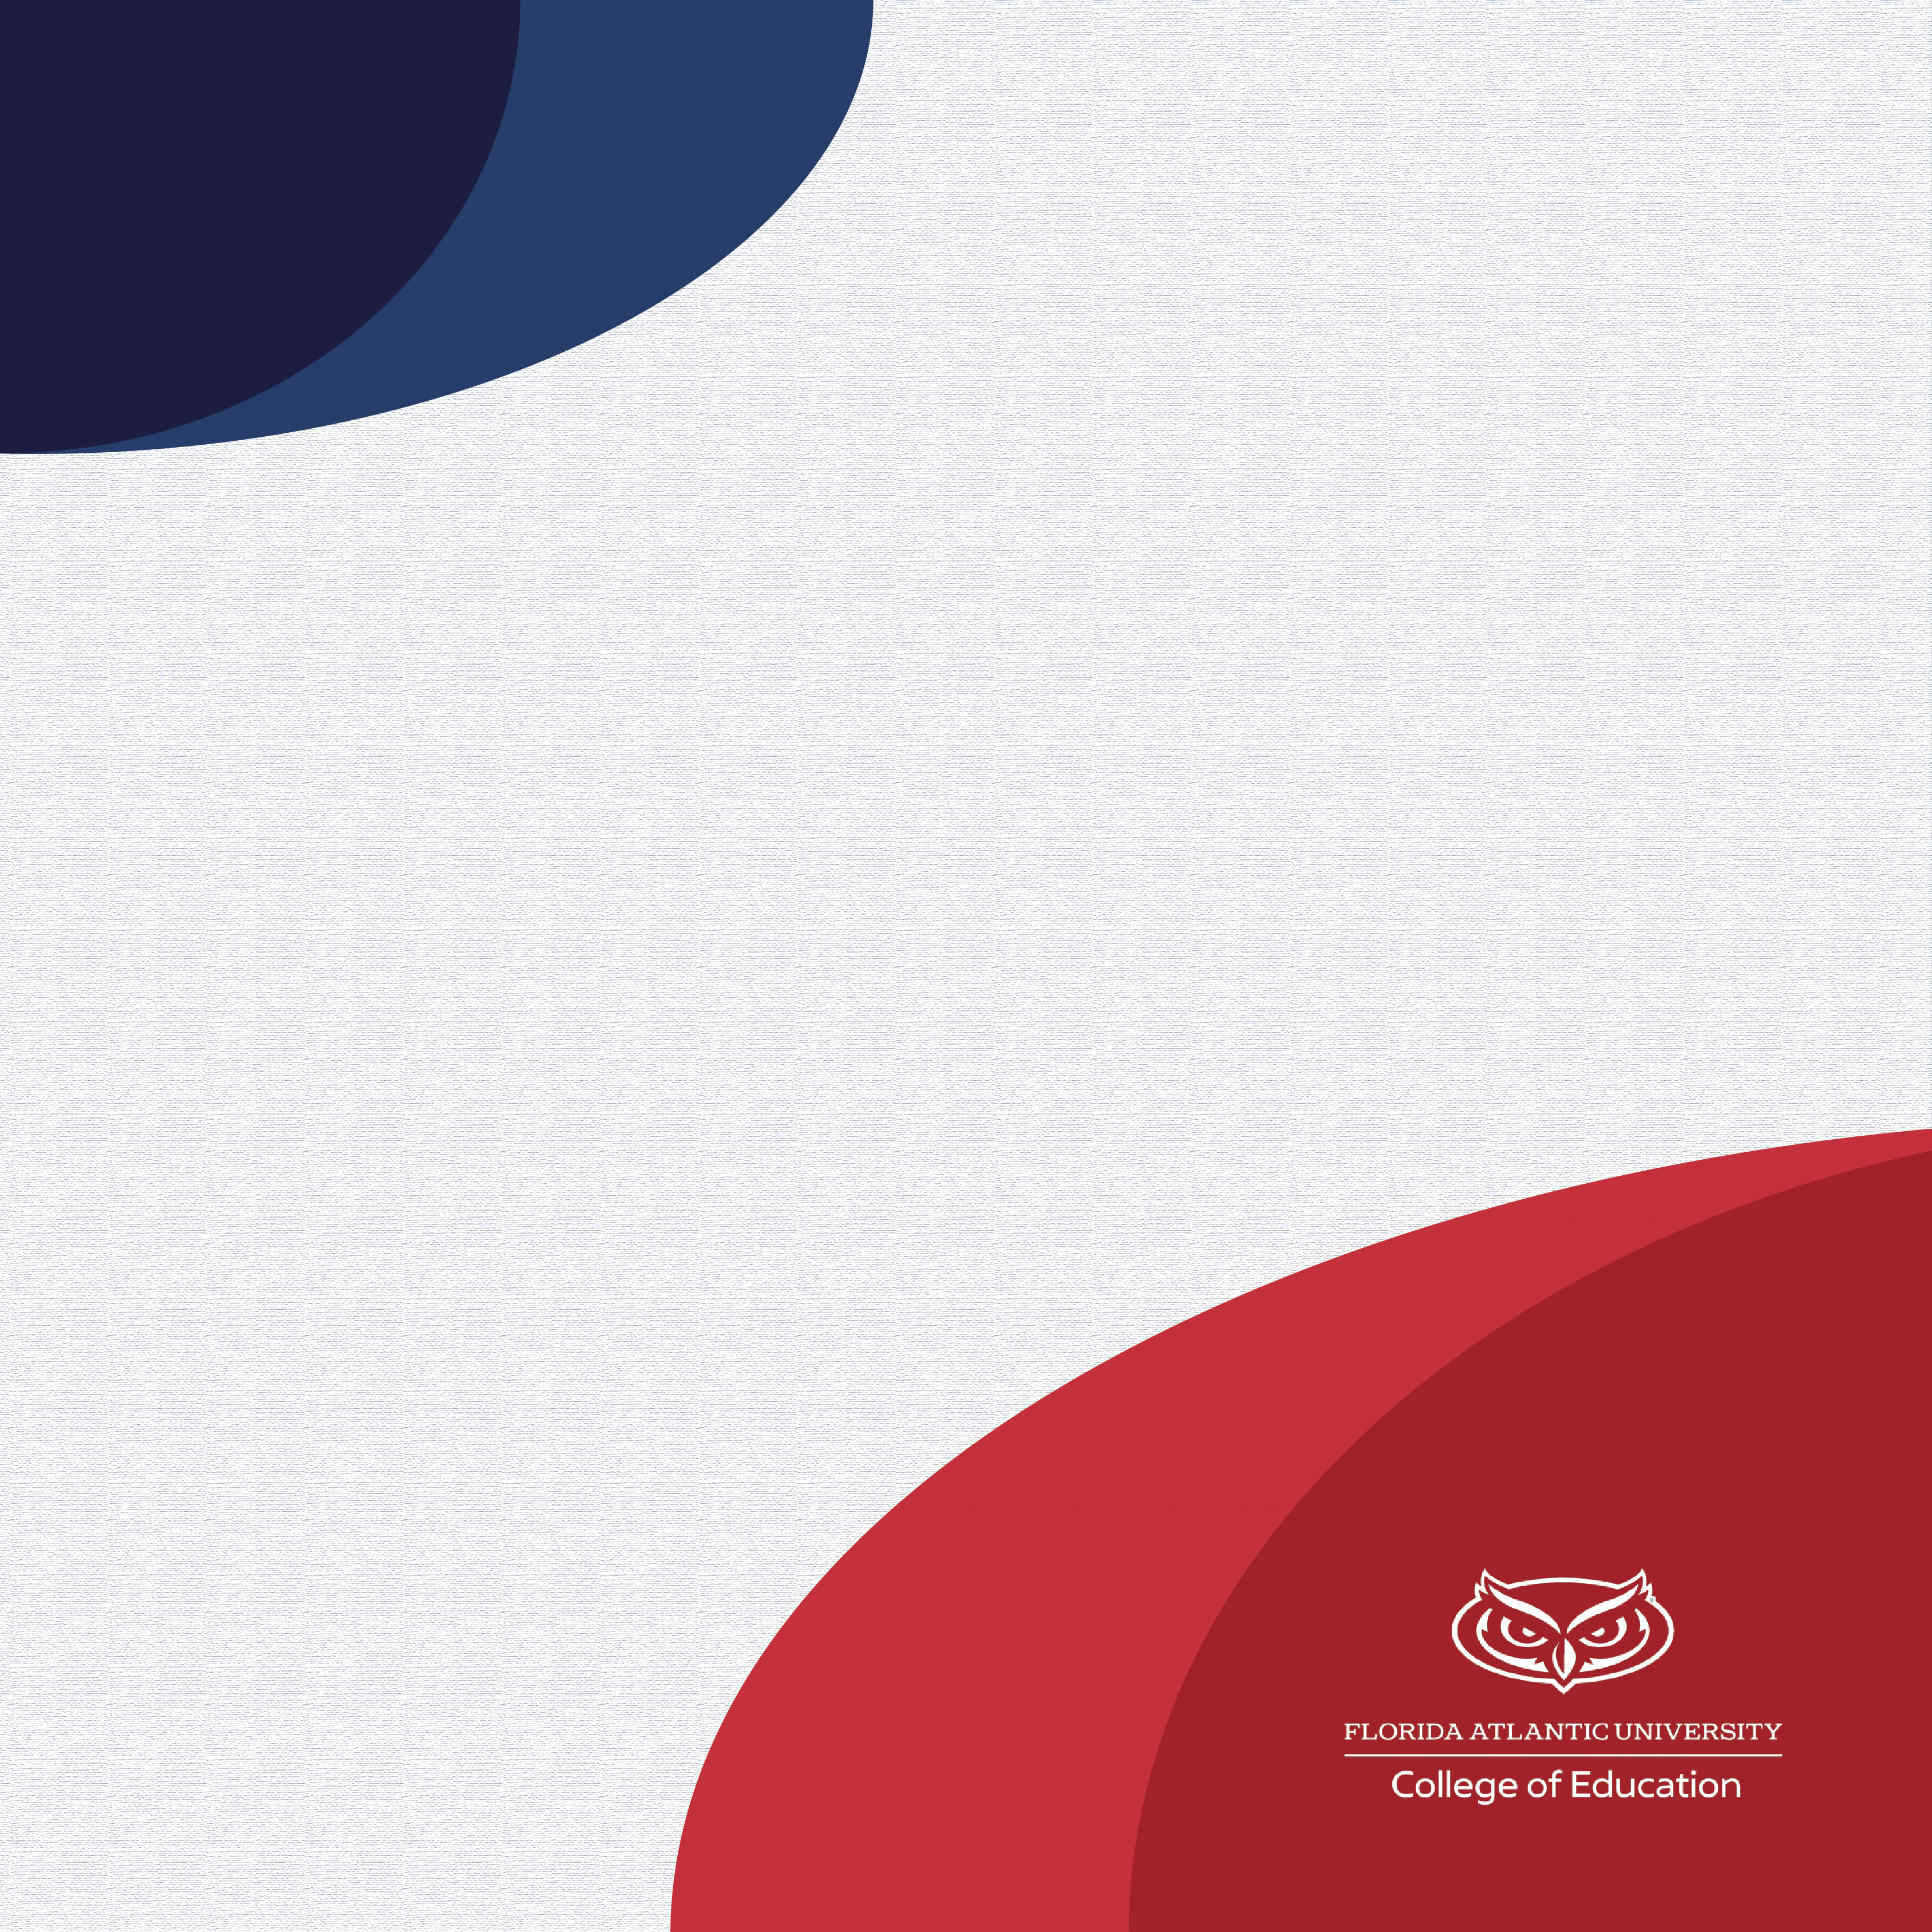 FLORIDA ATLANTIC UNIVERSITY
College of Education